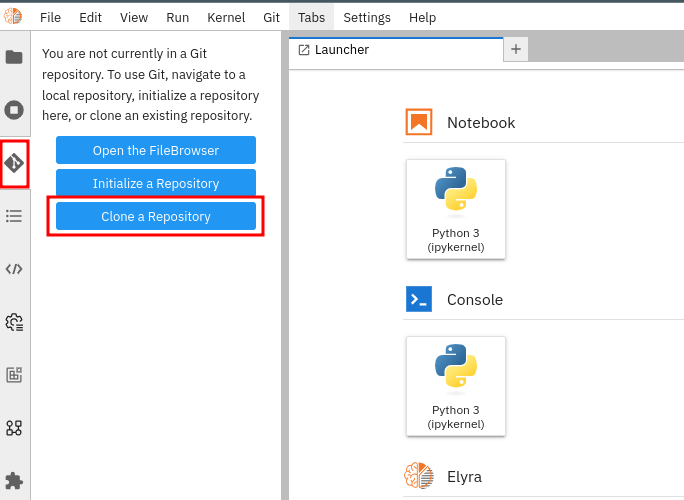 File Edit View Run Kernel Git Tabs Settings Help
You are not currently in a Git
repository. To use Git, navigate to a
local repository, initialize a repository
here, or clone an existing repository.
Open the FileBrowser
Initialize a Repository
Clone a Repository
Launcher
Notebook
Python 3
(ipykernel)
Console
Python 3
(ipykernel)
Elyra